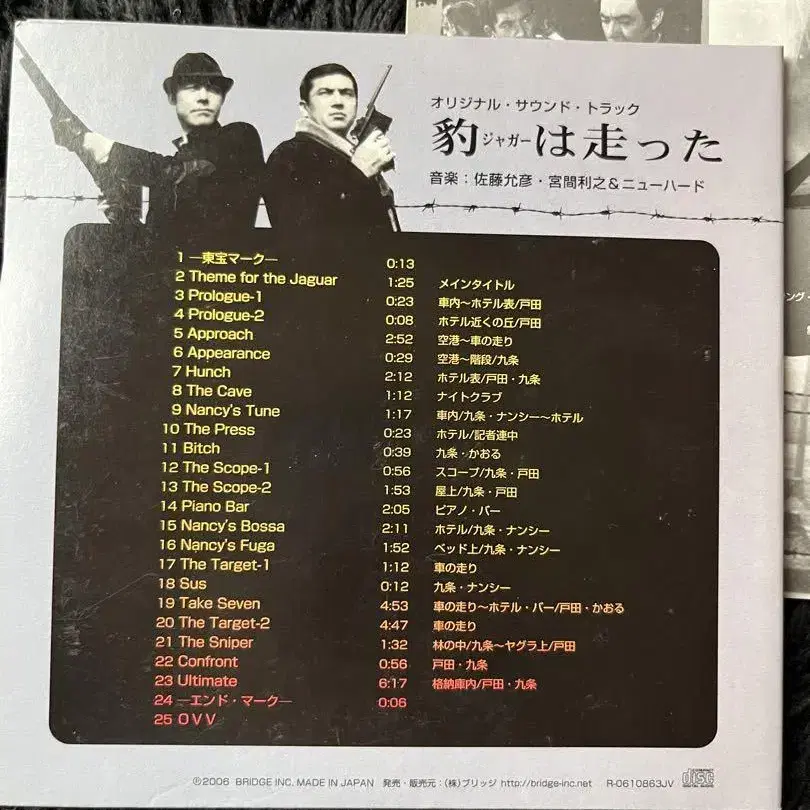 オリジナル・サウンド・トラック
豹ジャガーは走った
音楽：佐藤允彦・宮間利之＆ニューハード
1 ―東宝マーク― 0:13
2 Theme for the Jaguar 1:25 メインタイトル
3 Prologue-1 0:23 車内〜ホテル表/戸田
4 Prologue-2 0:08 ホテル近くの丘/戸田
5 Approach 2:52 空港〜車の走り
6 Appearance 0:29 空港〜階段/九条
7 Hunch 2:12 ホテル表/戸田・九条
8 The Cave 1:12 ナイトクラブ
9 Nancy's Tune 1:17 車内/九条・ナンシー〜ホテル
10 The Press 0:23 ホテル/記者連中
11 Bitch 0:39 九条・かおる
12 The Scope-1 0:56 スコープ/九条・戸田
13 The Scope-2 1:53 屋上/九条・戸田
14 Piano Bar 2:05 ピアノ・バー
15 Nancy's Bossa 2:11 ホテル/九条・ナンシー
16 Nancy's Fuga 1:52 ベッド上/九条・ナンシー
17 The Target-1 1:12 車の走り
18 Sus 0:12 九条・ナンシー
19 Take Seven 4:53 車の走り〜ホテル・バー/戸田・かおる
20 The Target-2 4:47 車の走り
21 The Sniper 1:32 林の中/九条〜ヤグラ上/戸田
22 Confront 0:56 戸田・九条
23 Ultimate 6:17 格納庫内/戸田・九条
24 ―エンド・マーク― 0:06
25 O V V
℗2006 BRIDGE INC. MADE IN JAPAN 発売・販売元：(株)ブリッジ http://bridge-inc.net R-0610863JV
COMPACT disc DIGITAL AUDIO